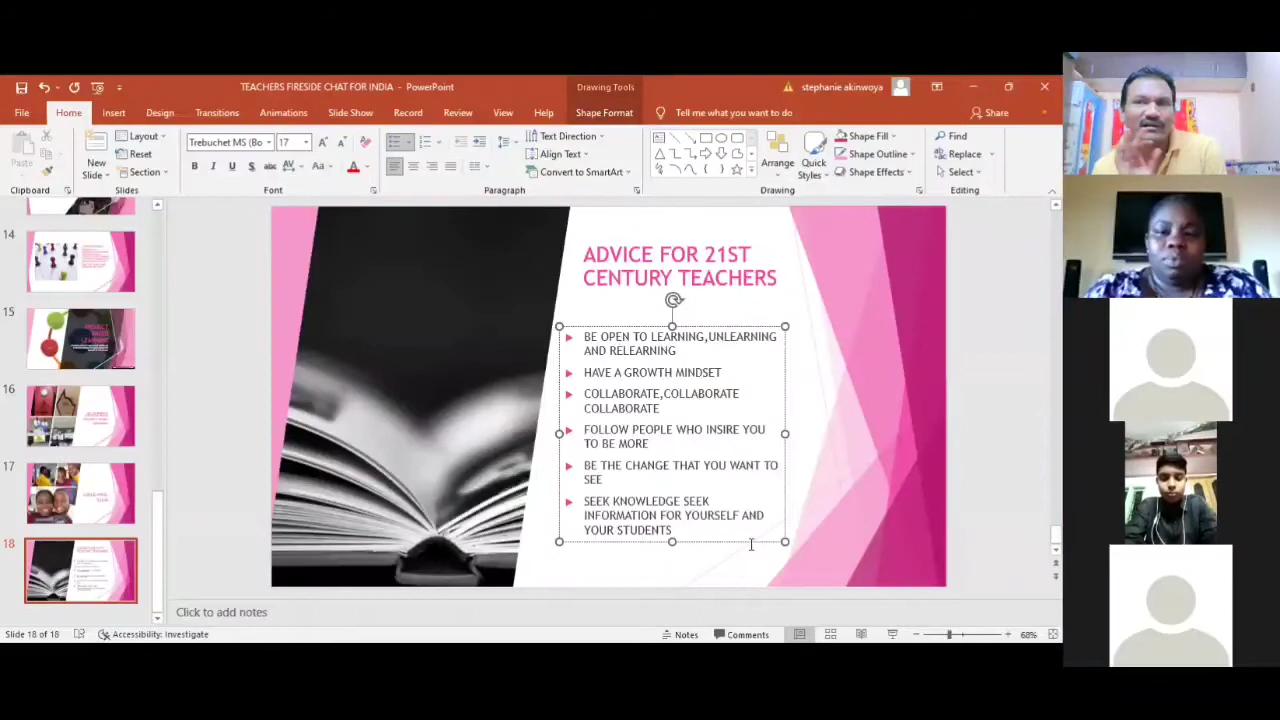 TEACHERS FIRESIDE CHAT FOR INDIA - PowerPoint
Drawing Tools
stephanie akinwoya
File
Home
Insert
Design
Transitions
Animations
Slide Show
Record
Review
View
Help
Shape Format
Tell me what you want to do
Share
Paste
New
Slide
Layout
Reset
Section
Trebuchet MS (Bo
17
Text Direction
Align Text
Convert to SmartArt
Arrange
Quick
Styles
Shape Fill
Shape Outline
Shape Effects
Find
Replace
Select
Clipboard
Slides
Font
Paragraph
Drawing
Editing
14
15
16
17
18
ADVICE FOR 21ST
CENTURY TEACHERS
BE OPEN TO LEARNING,UNLEARNING
AND RELEARNING
HAVE A GROWTH MINDSET
COLLABORATE,COLLABORATE
COLLABORATE
FOLLOW PEOPLE WHO INSIRE YOU
TO BE MORE
BE THE CHANGE THAT YOU WANT TO
SEE
SEEK KNOWLEDGE SEEK
INFORMATION FOR YOURSELF AND
YOUR STUDENTS
Click to add notes
Slide 18 of 18
Accessibility: Investigate
Notes
Comments
68%